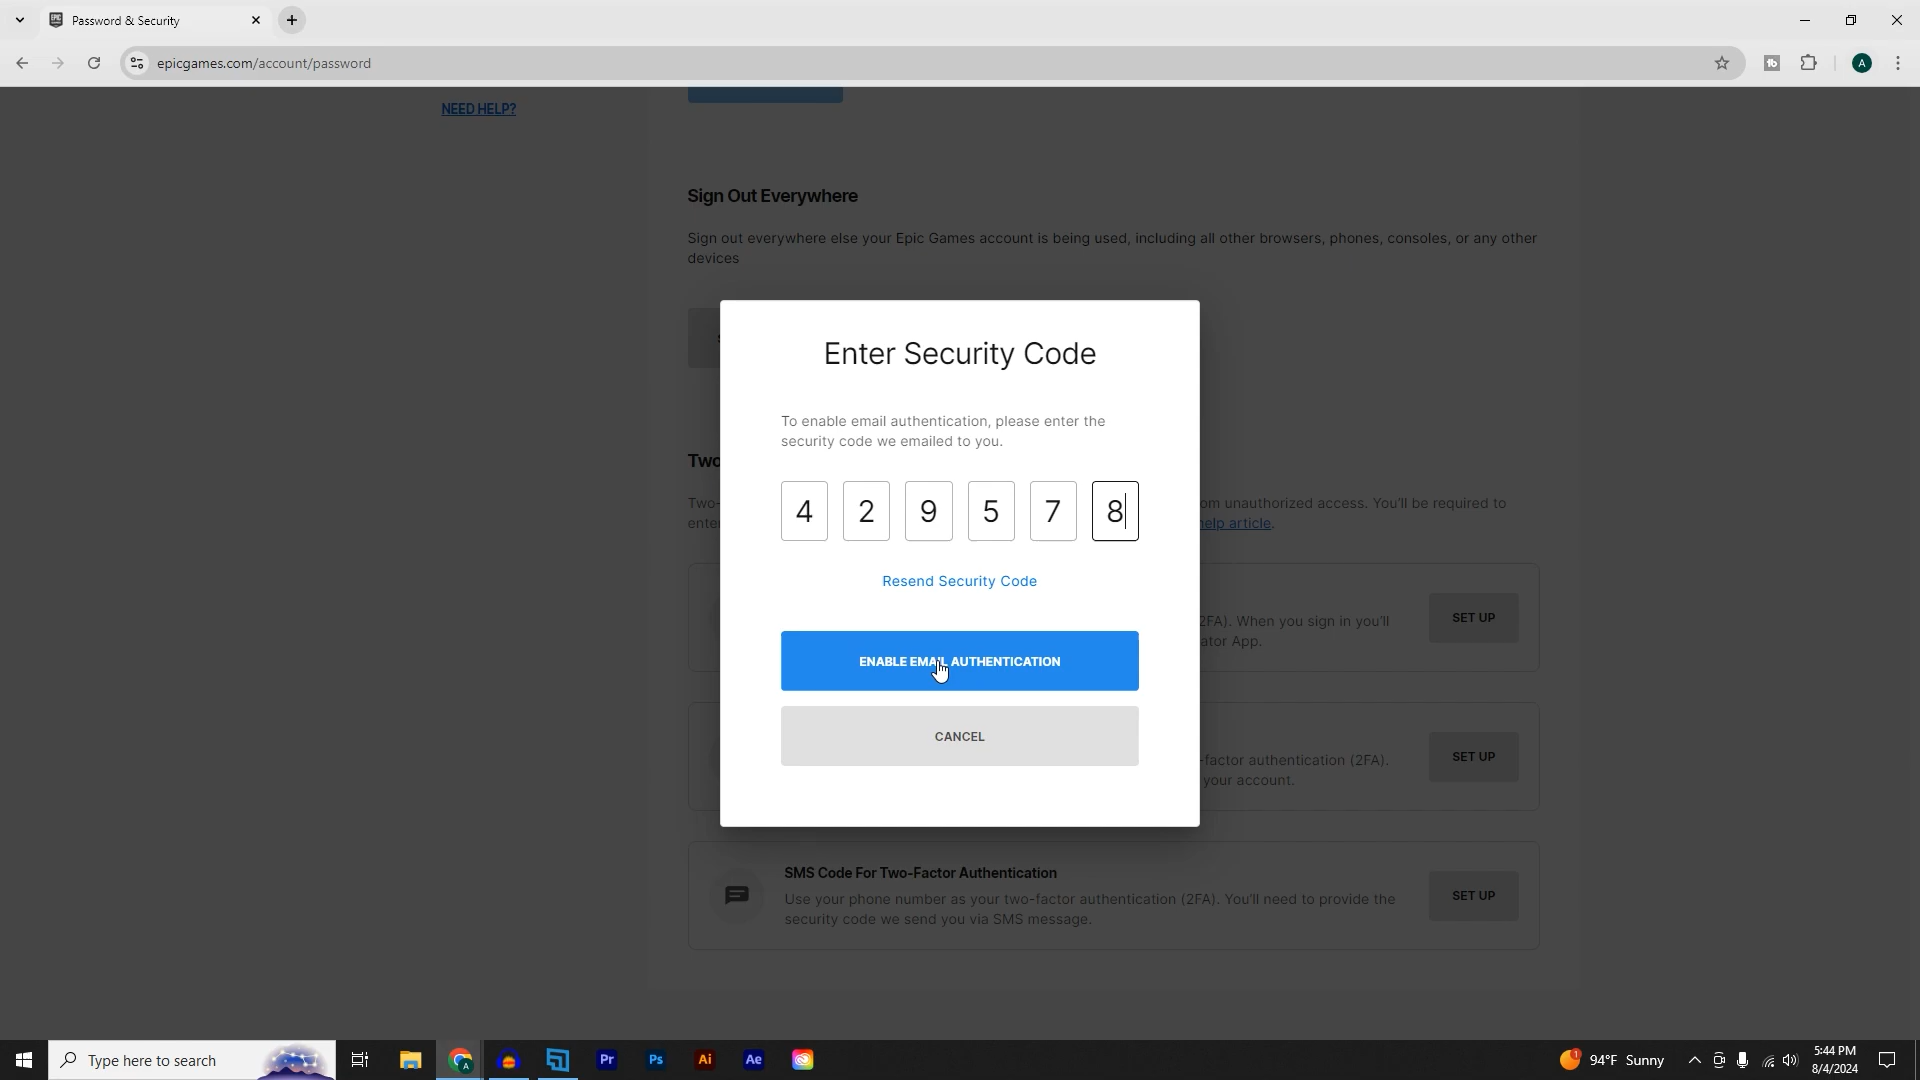 Password & Security
epicgames.com/account/password
A
NEED HELP?
Sign Out Everywhere
Sign out everywhere else your Epic Games account is being used, including all other browsers, phones, consoles, or any other
devices
Enter Security Code
To enable email authentication, please enter the
security code we emailed to you.
4 2 9 5 7 8
Resend Security Code
ENABLE EMAIL AUTHENTICATION
CANCEL
Two-
om unauthorized access. You'll be required to
help article.
2FA). When you sign in you'll
ator App.
SET UP
-factor authentication (2FA).
your account.
SET UP
SMS Code For Two-Factor Authentication
Use your phone number as your two-factor authentication (2FA). You'll need to provide the
security code we send you via SMS message.
SET UP
Type here to search
Pr
Ps
Ai
Ae
1
94°F Sunny
5:44 PM
8/4/2024